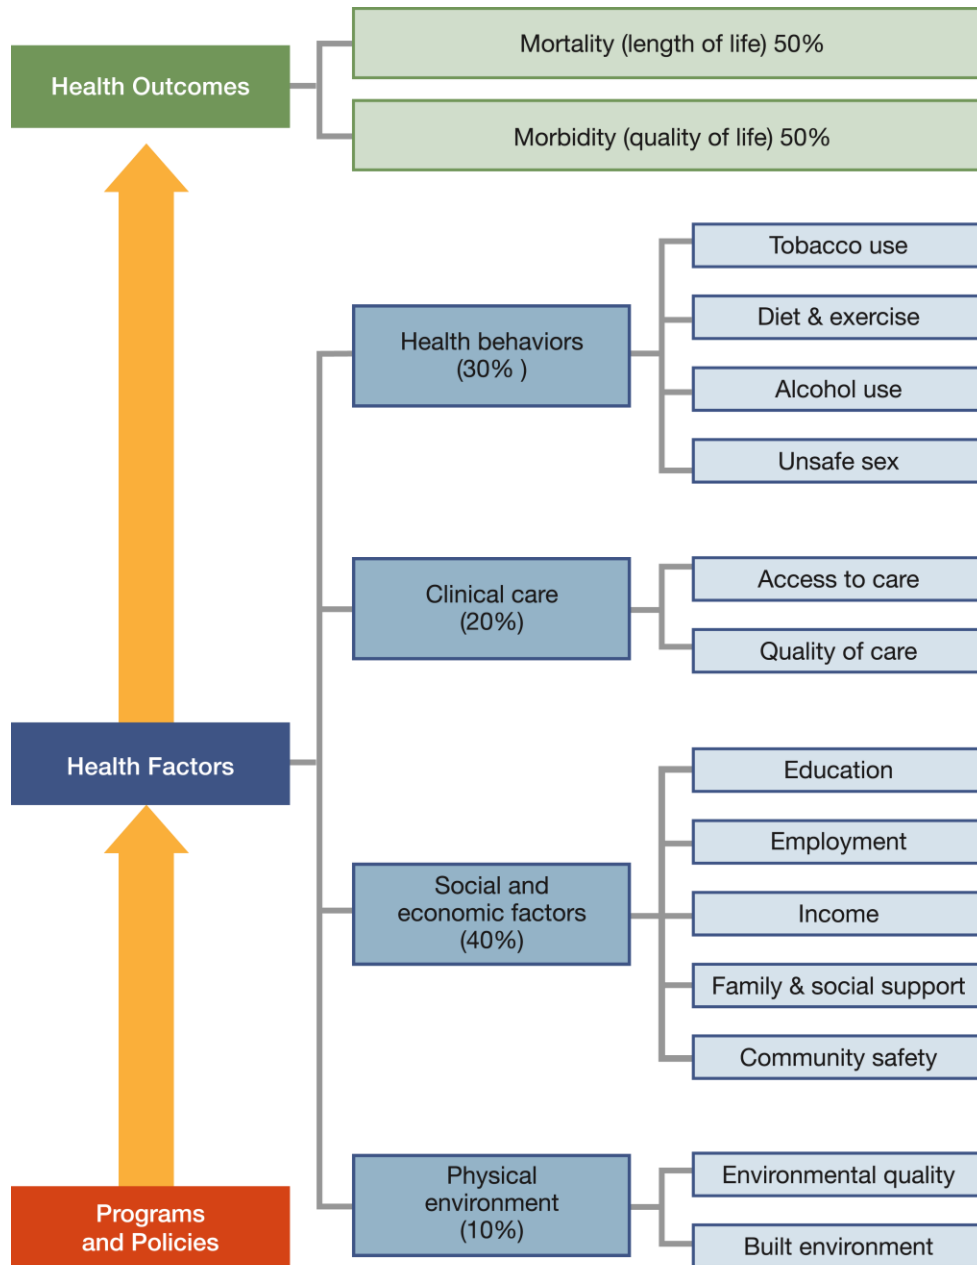 Health Outcomes
Mortality (length of life) 50%
Morbidity (quality of life) 50%
Health Factors
Health behaviors
(30% )
Tobacco use
Diet & exercise
Alcohol use
Unsafe sex
Clinical care
(20%)
Access to care
Quality of care
Social and
economic factors
(40%)
Education
Employment
Income
Family & social support
Community safety
Physical
environment
(10%)
Environmental quality
Built environment
Programs
and Policies